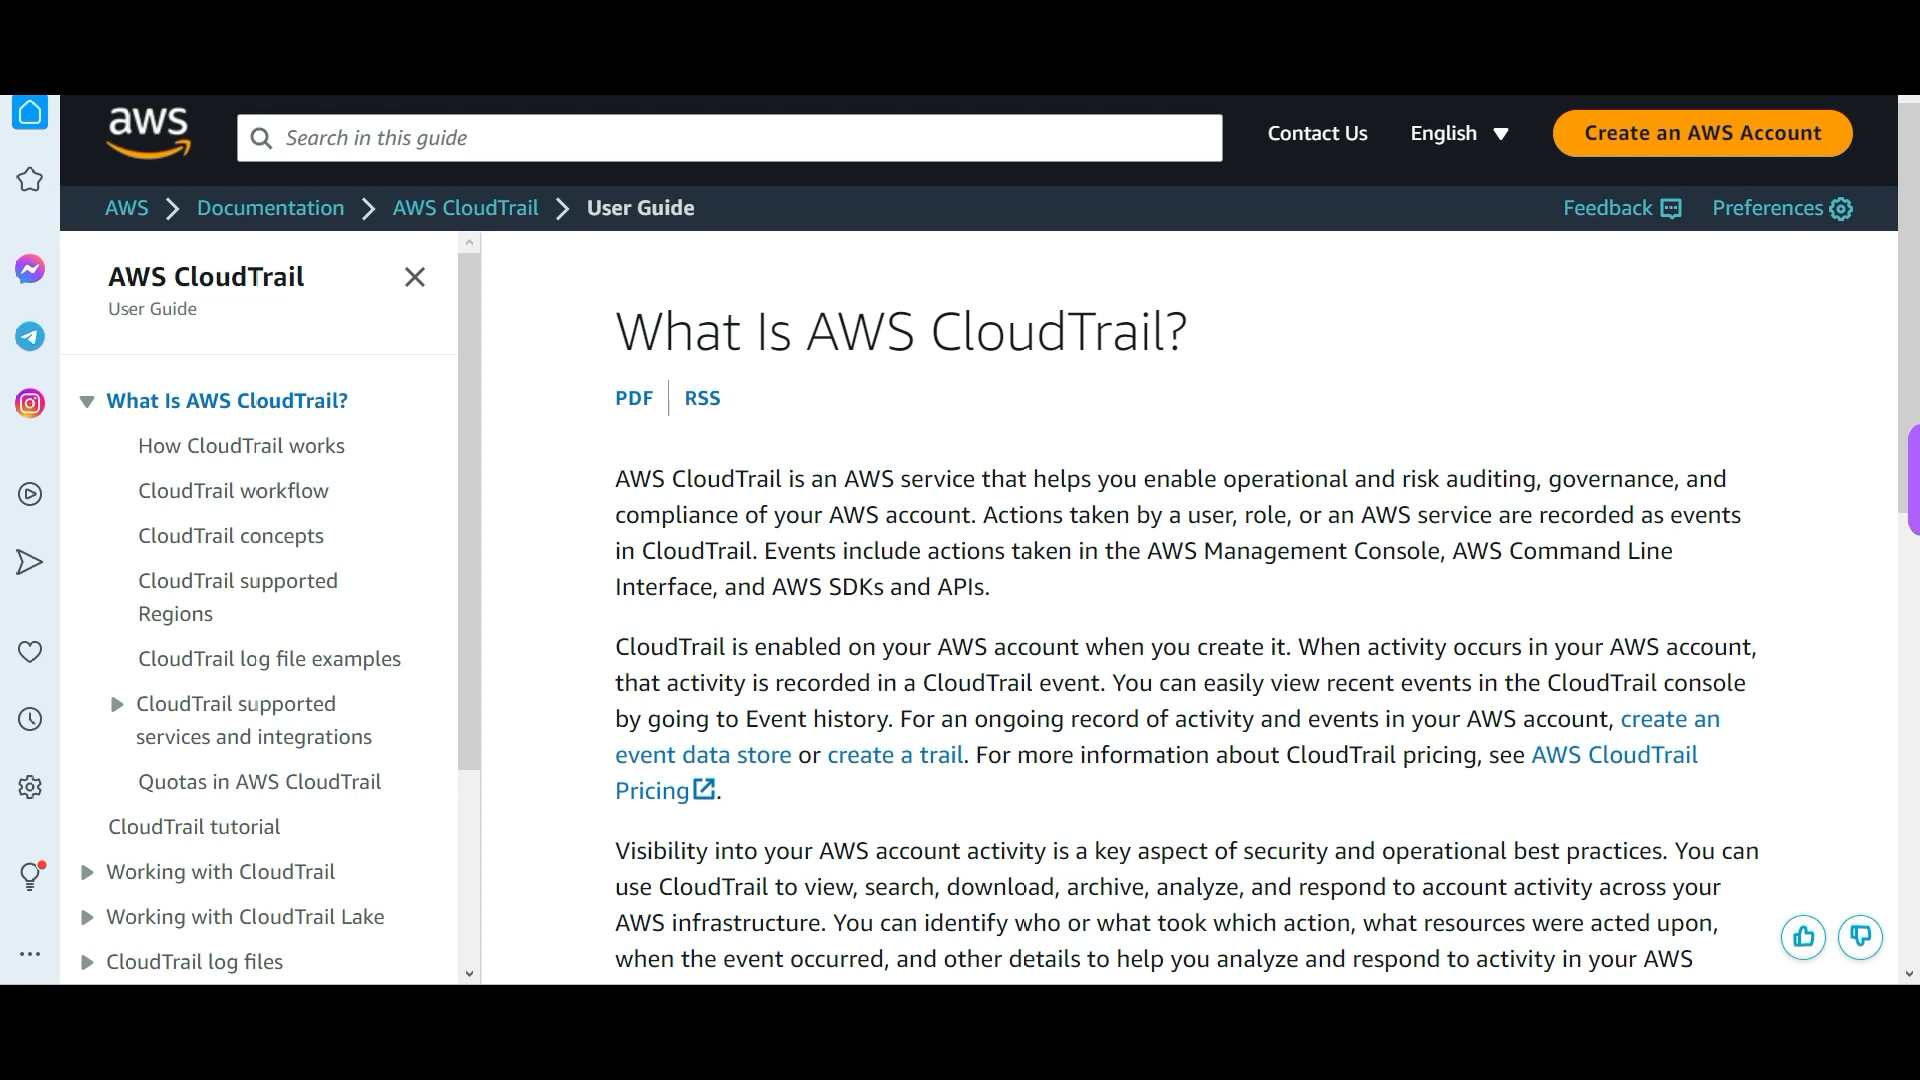 aws
Search in this guide
Contact Us
English
Create an AWS Account
AWS
Documentation
AWS CloudTrail
User Guide
Feedback
Preferences
AWS CloudTrail
User Guide
What Is AWS CloudTrail?
How CloudTrail works
CloudTrail workflow
CloudTrail concepts
CloudTrail supported
Regions
CloudTrail log file examples
CloudTrail supported
services and integrations
Quotas in AWS CloudTrail
CloudTrail tutorial
Working with CloudTrail
Working with CloudTrail Lake
CloudTrail log files
What Is AWS CloudTrail?
PDF
RSS
AWS CloudTrail is an AWS service that helps you enable operational and risk auditing, governance, and
compliance of your AWS account. Actions taken by a user, role, or an AWS service are recorded as events
in CloudTrail. Events include actions taken in the AWS Management Console, AWS Command Line
Interface, and AWS SDKs and APIs.
CloudTrail is enabled on your AWS account when you create it. When activity occurs in your AWS account,
that activity is recorded in a CloudTrail event. You can easily view recent events in the CloudTrail console
by going to Event history. For an ongoing record of activity and events in your AWS account, create an
event data store or create a trail. For more information about CloudTrail pricing, see AWS CloudTrail
Pricing.
Visibility into your AWS account activity is a key aspect of security and operational best practices. You can
use CloudTrail to view, search, download, archive, analyze, and respond to account activity across your
AWS infrastructure. You can identify who or what took which action, what resources were acted upon,
when the event occurred, and other details to help you analyze and respond to activity in your AWS